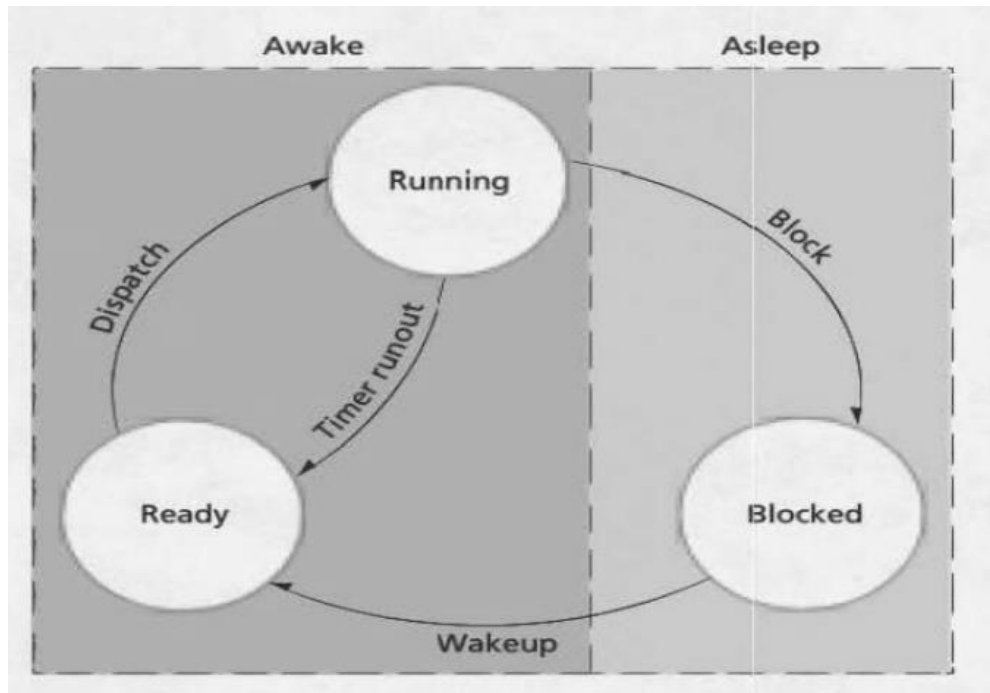 Awake
Asleep
Running
Block
Dispatch
Timer runout
Ready
Blocked
Wakeup